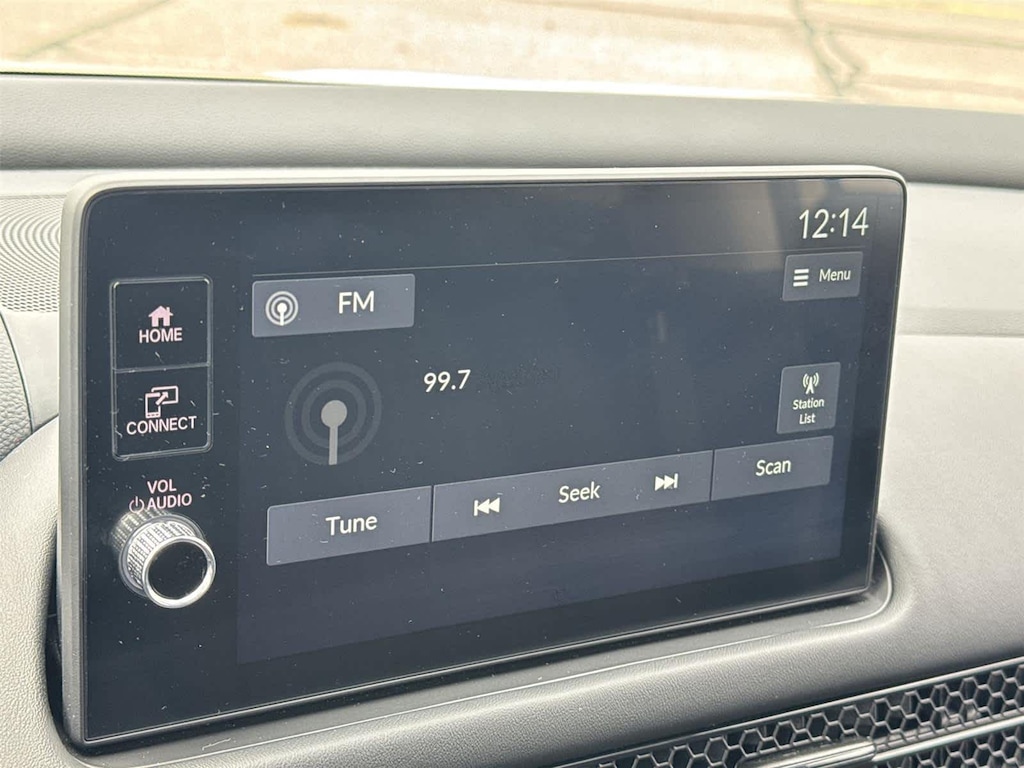 12:14
Menu
FM
HOME
99.7
Station
List
CONNECT
Scan
Seek
Tune
VOL
AUDIO